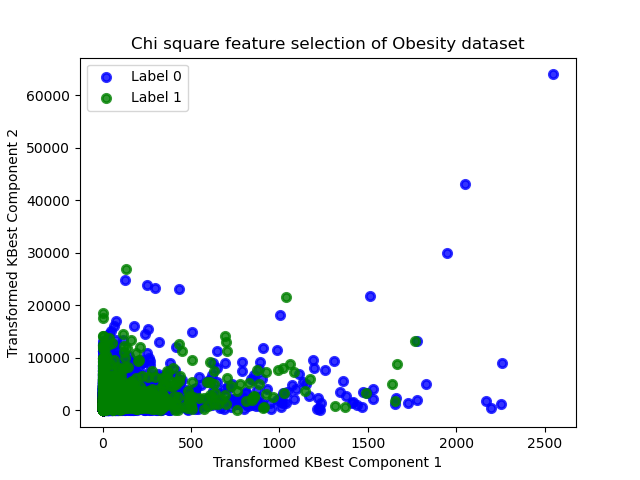 Chi square feature selection of Obesity dataset
Label 0
Label 1
60000
50000
40000
30000
20000
10000
0
Transformed KBest Component 2
0
500
1000
1500
2000
2500
Transformed KBest Component 1